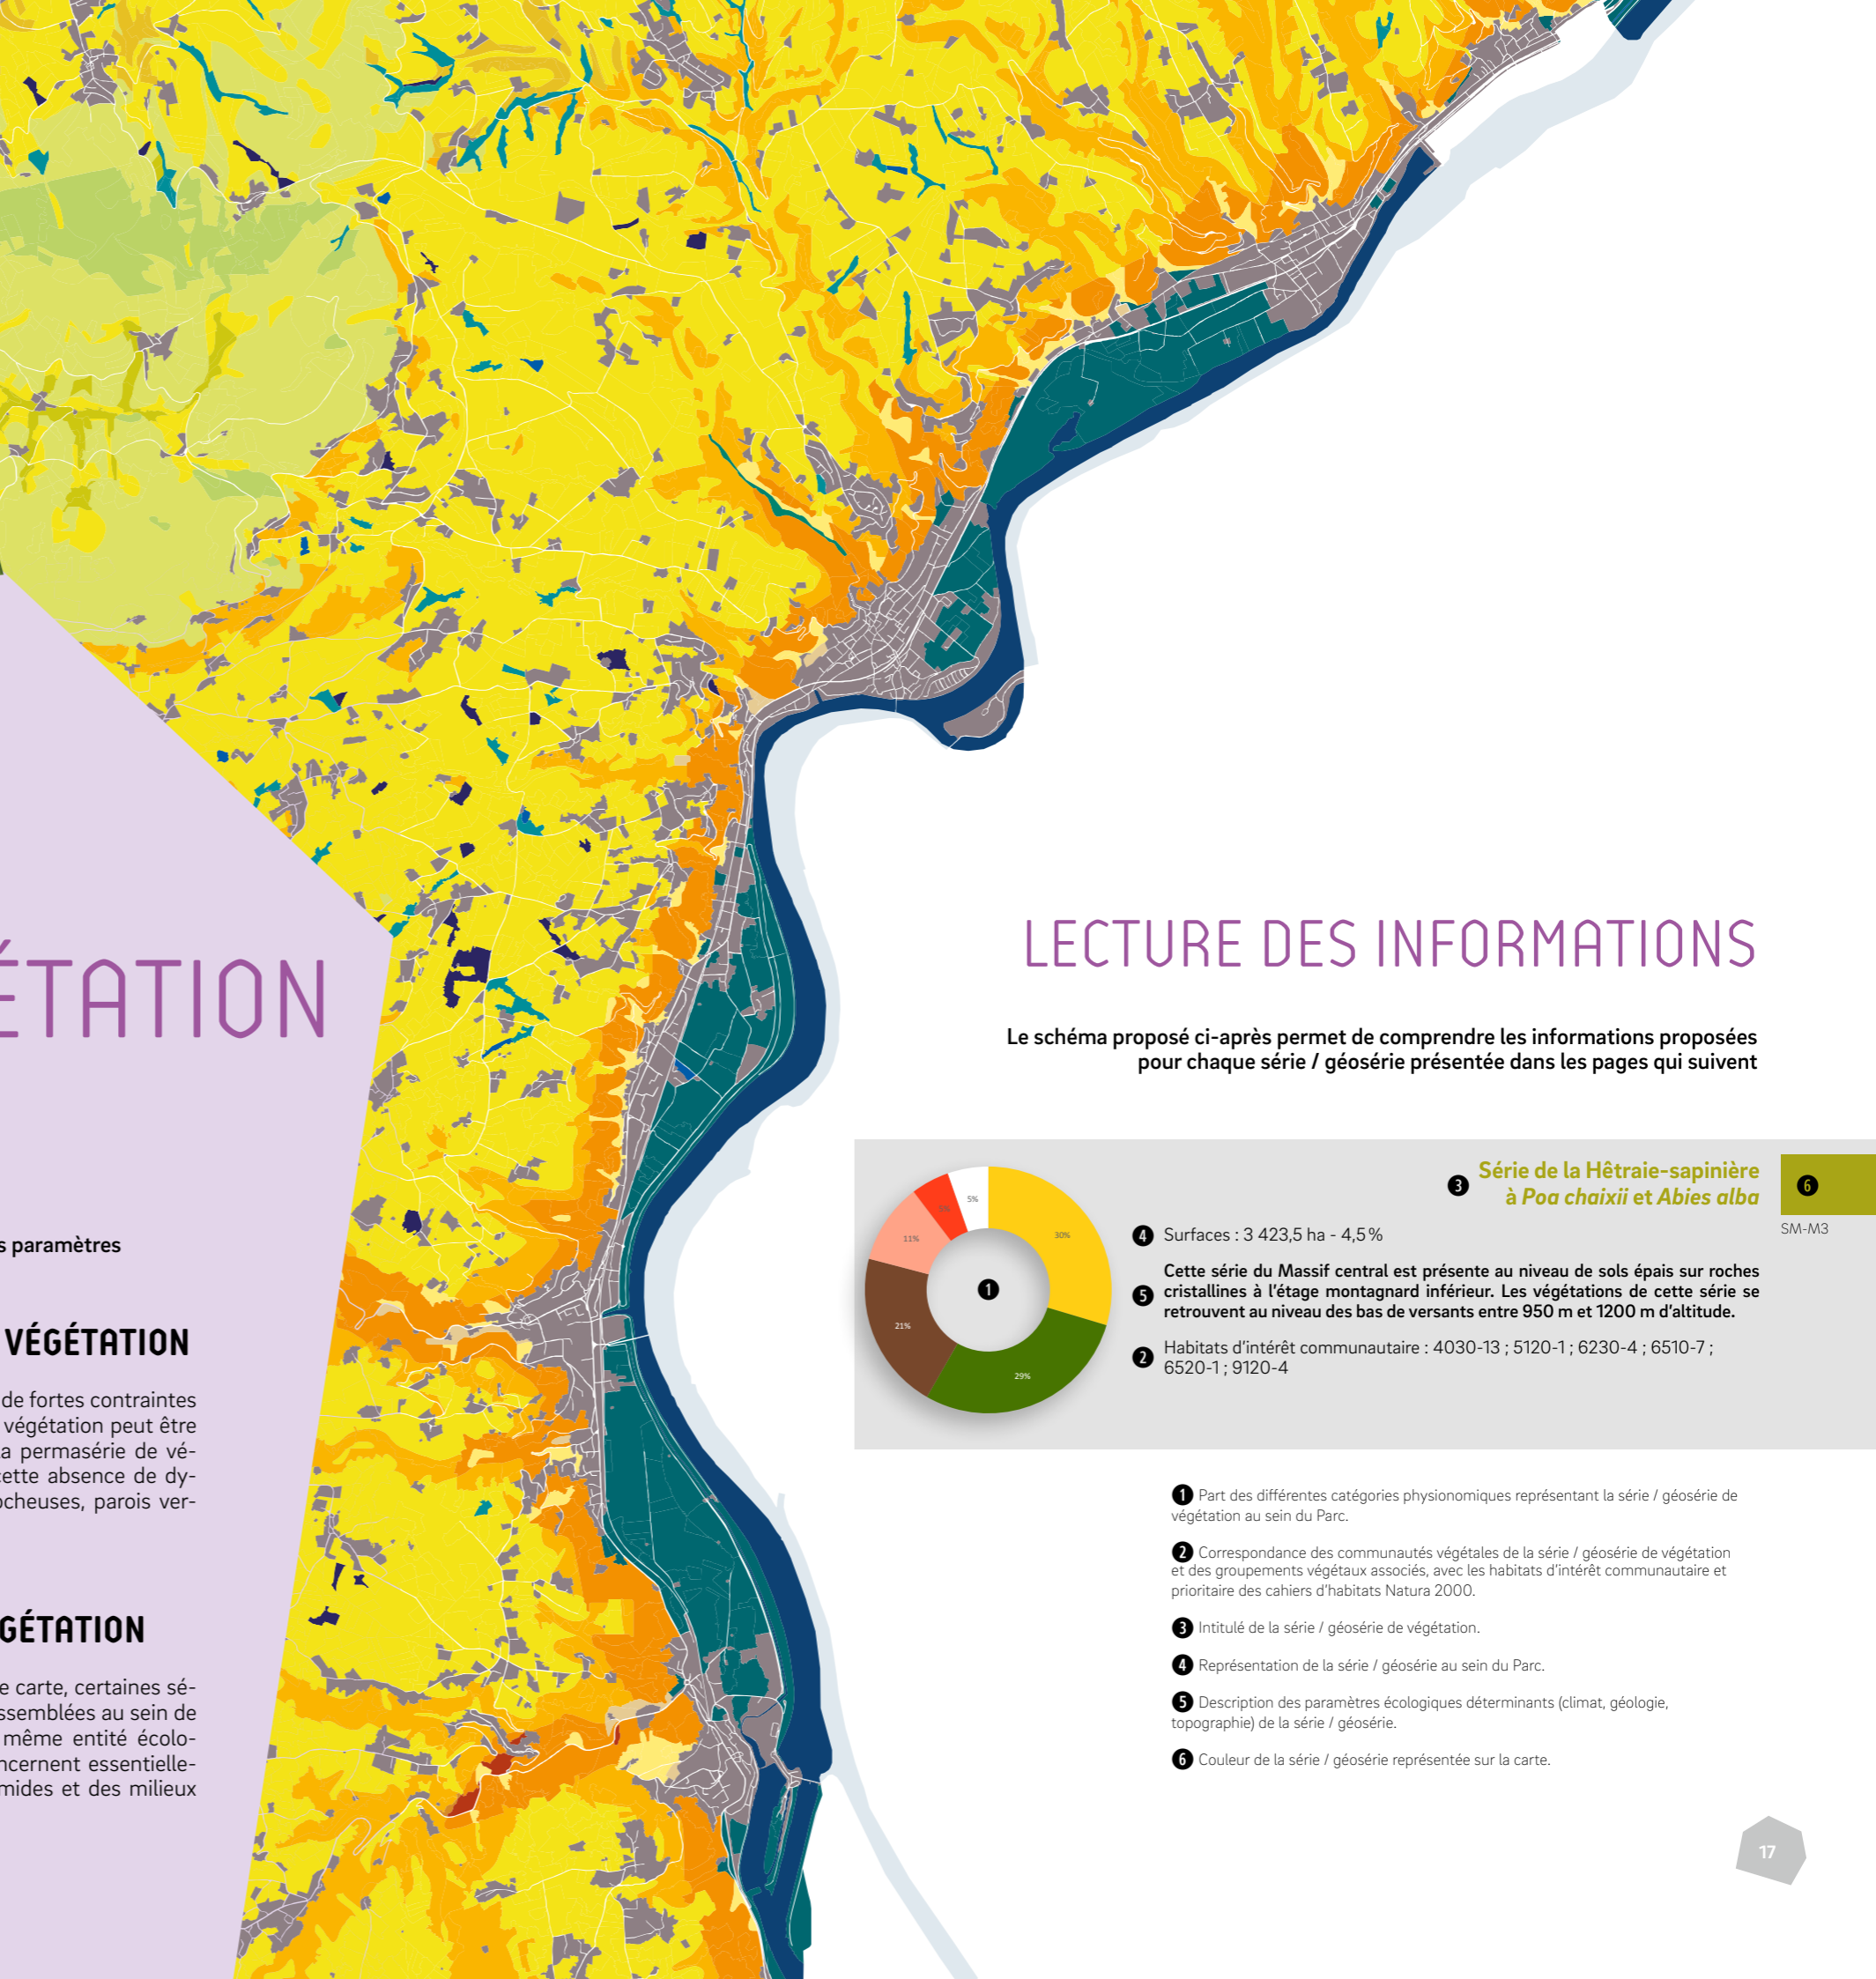 ÉTATION
s paramètres
VÉGÉTATION
de fortes contraintes
végétation peut être
la permasérie de vé-
cette absence de dy-
ocheuses, parois ver-
GÉTATION
e carte, certaines sé-
ssemblées au sein de
même entité écolo-
ncernent essentielle-
mides et des milieux
LECTURE DES INFORMATIONS
Le schéma proposé ci-après permet de comprendre les informations proposées
pour chaque série / géosérie présentée dans les pages qui suivent
5%
30%
11%
21%
29%
1
3 Série de la Hêtraie-sapinière
à Poa chaixii et Abies alba
6
SM-M3
4 Surfaces : 3 423,5 ha - 4,5 %
5 Cette série du Massif central est présente au niveau de sols épais sur roches
cristallines à l'étage montagnard inférieur. Les végétations de cette série se
retrouvent au niveau des bas de versants entre 950 m et 1200 m d'altitude.
2 Habitats d'intérêt communautaire : 4030-13 ; 5120-1 ; 6230-4 ; 6510-7 ;
6520-1 ; 9120-4
1 Part des différentes catégories physionomiques représentant la série / géosérie de
végétation au sein du Parc.
2 Correspondance des communautés végétales de la série / géosérie de végétation
et des groupements végétaux associés, avec les habitats d'intérêt communautaire et
prioritaire des cahiers d'habitats Natura 2000.
3 Intitulé de la série / géosérie de végétation.
4 Représentation de la série / géosérie au sein du Parc.
5 Description des paramètres écologiques déterminants (climat, géologie,
topographie) de la série / géosérie.
6 Couleur de la série / géosérie représentée sur la carte.
17